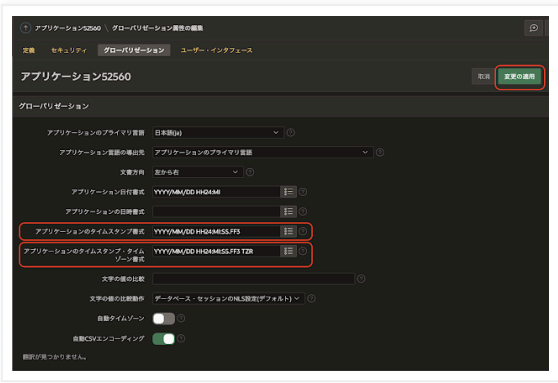 アプリケーション52560 \ グローバリゼーション属性の編集
定義 セキュリティ グローバリゼーション ユーザー・インタフェース
アプリケーション52560
取消 変更の適用
グローバリゼーション
アプリケーションのプライマリ言語 日本語(ja)
アプリケーション言語の導出元 アプリケーションのプライマリ言語
文書方向 左から右
アプリケーション日付書式 YYYY/MM/DD HH24:MI
アプリケーションの日時書式
アプリケーションのタイムスタンプ書式 YYYY/MM/DD HH24:MI:SS.FF3
アプリケーションのタイムスタンプ・タイム
ゾーン書式 YYYY/MM/DD HH24:MI:SS.FF3 TZR
文字の値の比較
文字の値の比較動作 データベース・セッションのNLS設定(デフォルト)
自動タイムゾーン
自動CSVエンコーディング
翻訳が見つかりません。